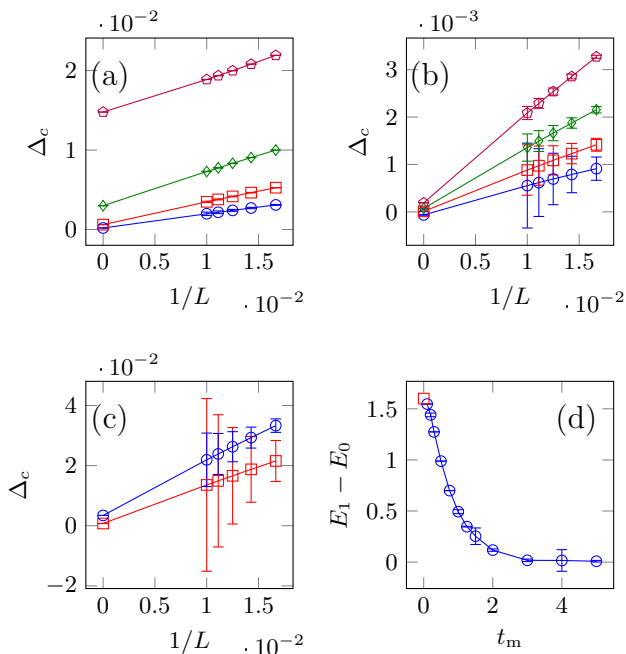 · 10⁻²
2
1
0
Δc
(a)
0 0.5 1 1.5
1/L
· 10⁻²
· 10⁻³
3
2
1
0
Δc
(b)
0 0.5 1 1.5
1/L
· 10⁻²
· 10⁻²
4
2
0
−2
Δc
(c)
0 0.5 1 1.5
1/L
· 10⁻²
1.5
1
0.5
0
E₁ − E₀
(d)
0 2 4
tₘ